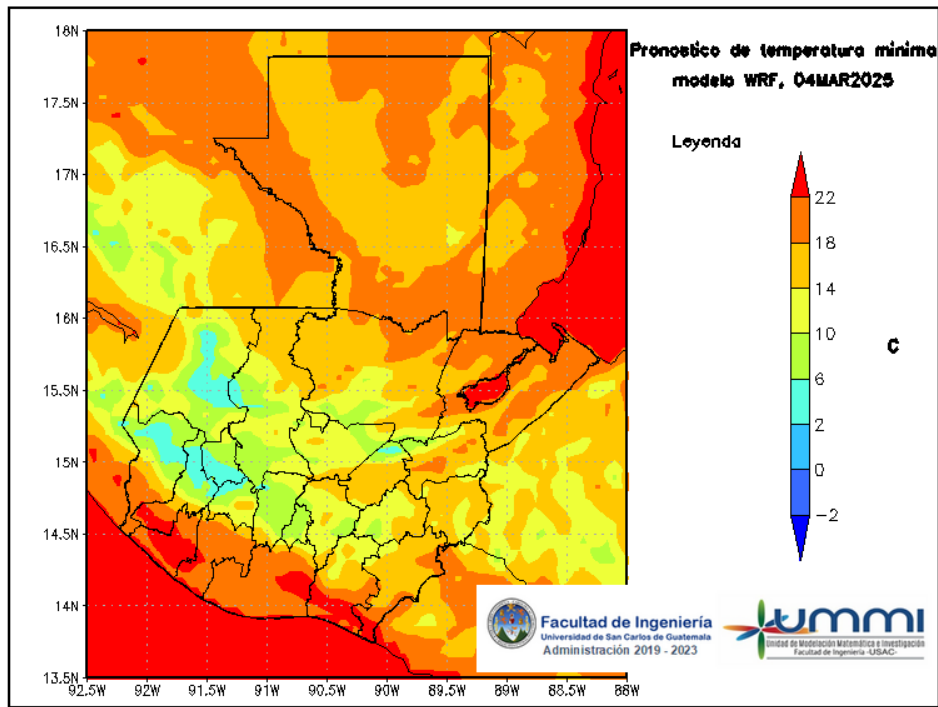 Pronostico de temperatura minima
modelo WRF, 04MAR2025
Leyenda
22
18
14
10
6
2
0
−2
C
18N
17.5N
17N
16.5N
16N
15.5N
15N
14.5N
14N
13.5N
92.5W 92W 91.5W 91W 90.5W 90W 89.5W 89W 88.5W 88W
Facultad de Ingeniería
Universidad de San Carlos de Guatemala
Administración 2019 - 2023
ummi
Unidad de Modelación Matemática e Investigación
Facultad de Ingeniería -USAC-